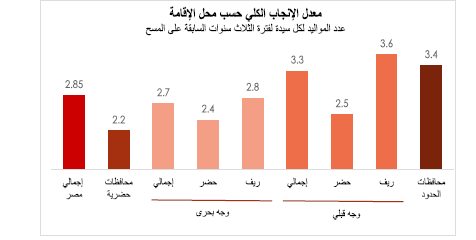 معدل الإنجاب الكلي حسب محل الإقامة
عدد المواليد لكل سيدة لفترة الثلاث سنوات السابقة على المسح
2.85
2.2
2.7
2.4
2.8
3.3
2.5
3.6
3.4
إجمالي مصر
محافظات حضرية
إجمالي
حضر
ريف
إجمالي
حضر
ريف
محافظات الحدود
وجه بحرى
وجه قبلي